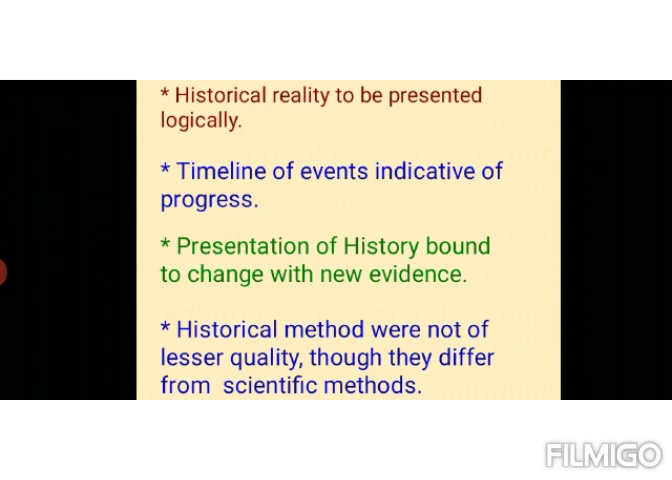 * Historical reality to be presented
logically.
* Timeline of events indicative of
progress.
* Presentation of History bound
to change with new evidence.
* Historical method were not of
lesser quality, though they differ
from scientific methods.
FILMIGO